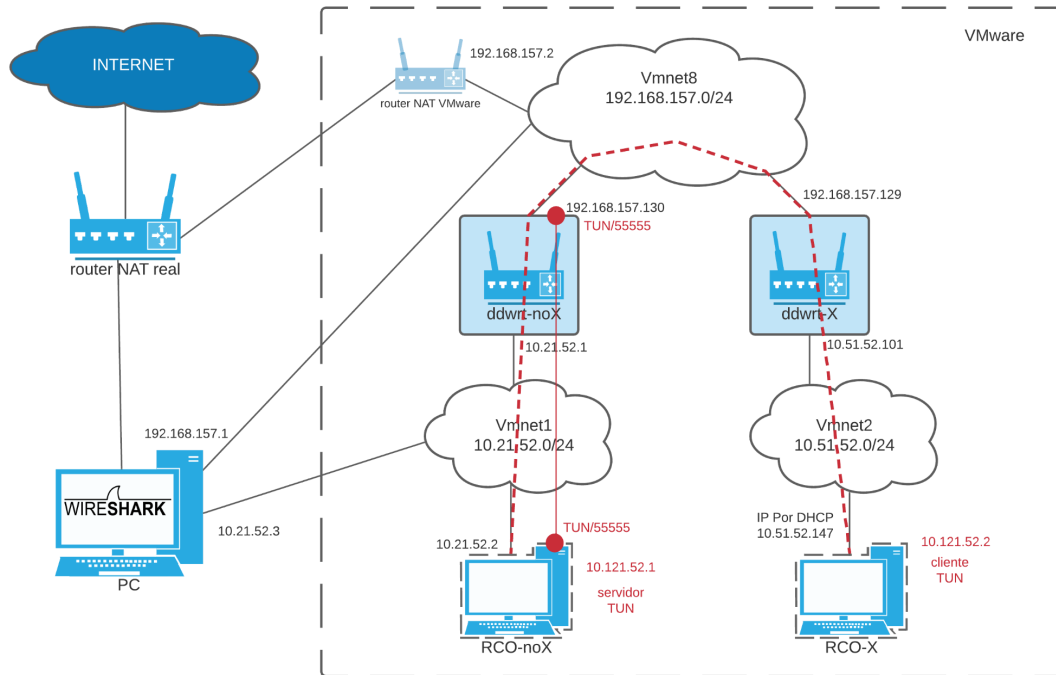 VMware
INTERNET
192.168.157.2
router NAT VMware
Vmnet8
192.168.157.0/24
192.168.157.130
TUN/55555
192.168.157.129
router NAT real
ddwrt-noX
ddwrt-X
10.21.52.1
10.51.52.101
Vmnet1
10.21.52.0/24
Vmnet2
10.51.52.0/24
192.168.157.1
WIRESHARK
10.21.52.3
PC
TUN/55555
10.21.52.2
10.121.52.1
servidor
TUN
RCO-noX
IP Por DHCP
10.51.52.147
10.121.52.2
cliente
TUN
RCO-X